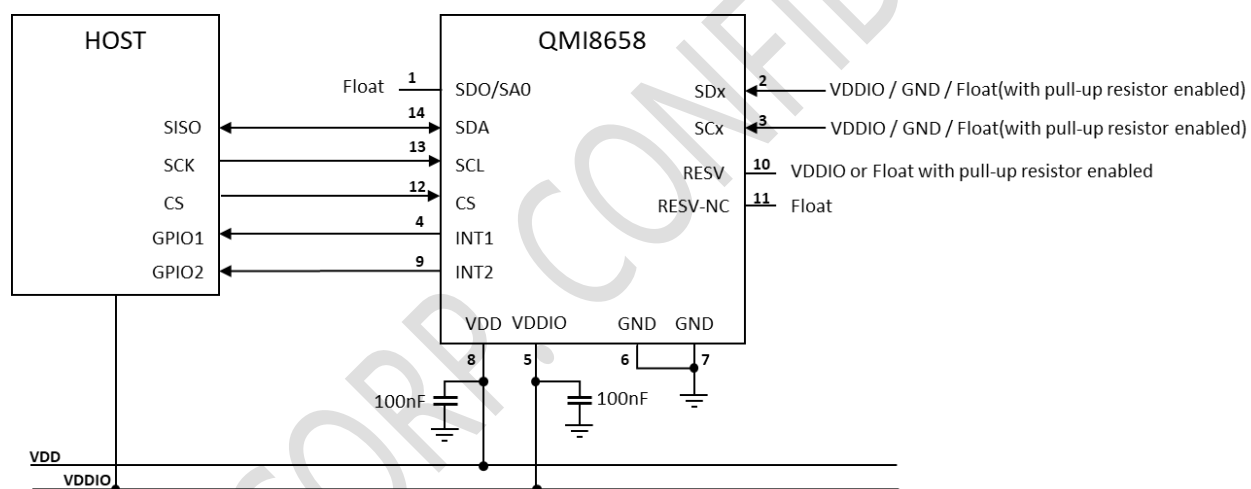 HOST
QMI8658
Float 1 SDO/SA0
SDx 2 VDDIO / GND / Float(with pull-up resistor enabled)
SISO 14 SDA
SCx 3 VDDIO / GND / Float(with pull-up resistor enabled)
SCK 13 SCL
RESV 10 VDDIO or Float with pull-up resistor enabled
CS 12 CS
RESV-NC 11 Float
GPIO1 4 INT1
GPIO2 9 INT2
VDD VDDIO GND GND
8 5 6 7
100nF 100nF
VDD
VDDIO
CORP. CONFID